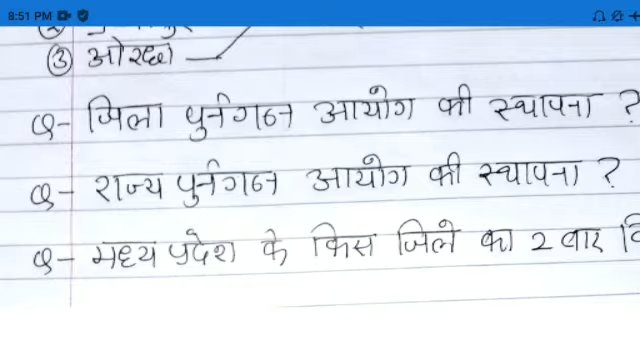 8:51 PM
③ ओरछा
Q- जिला पुर्नगठन आयोग की स्थापना ?
Q- राज्य पुर्नगठन आयोग की स्थापना ?
Q- मध्य प्रदेश के किस जिले का 2 बार